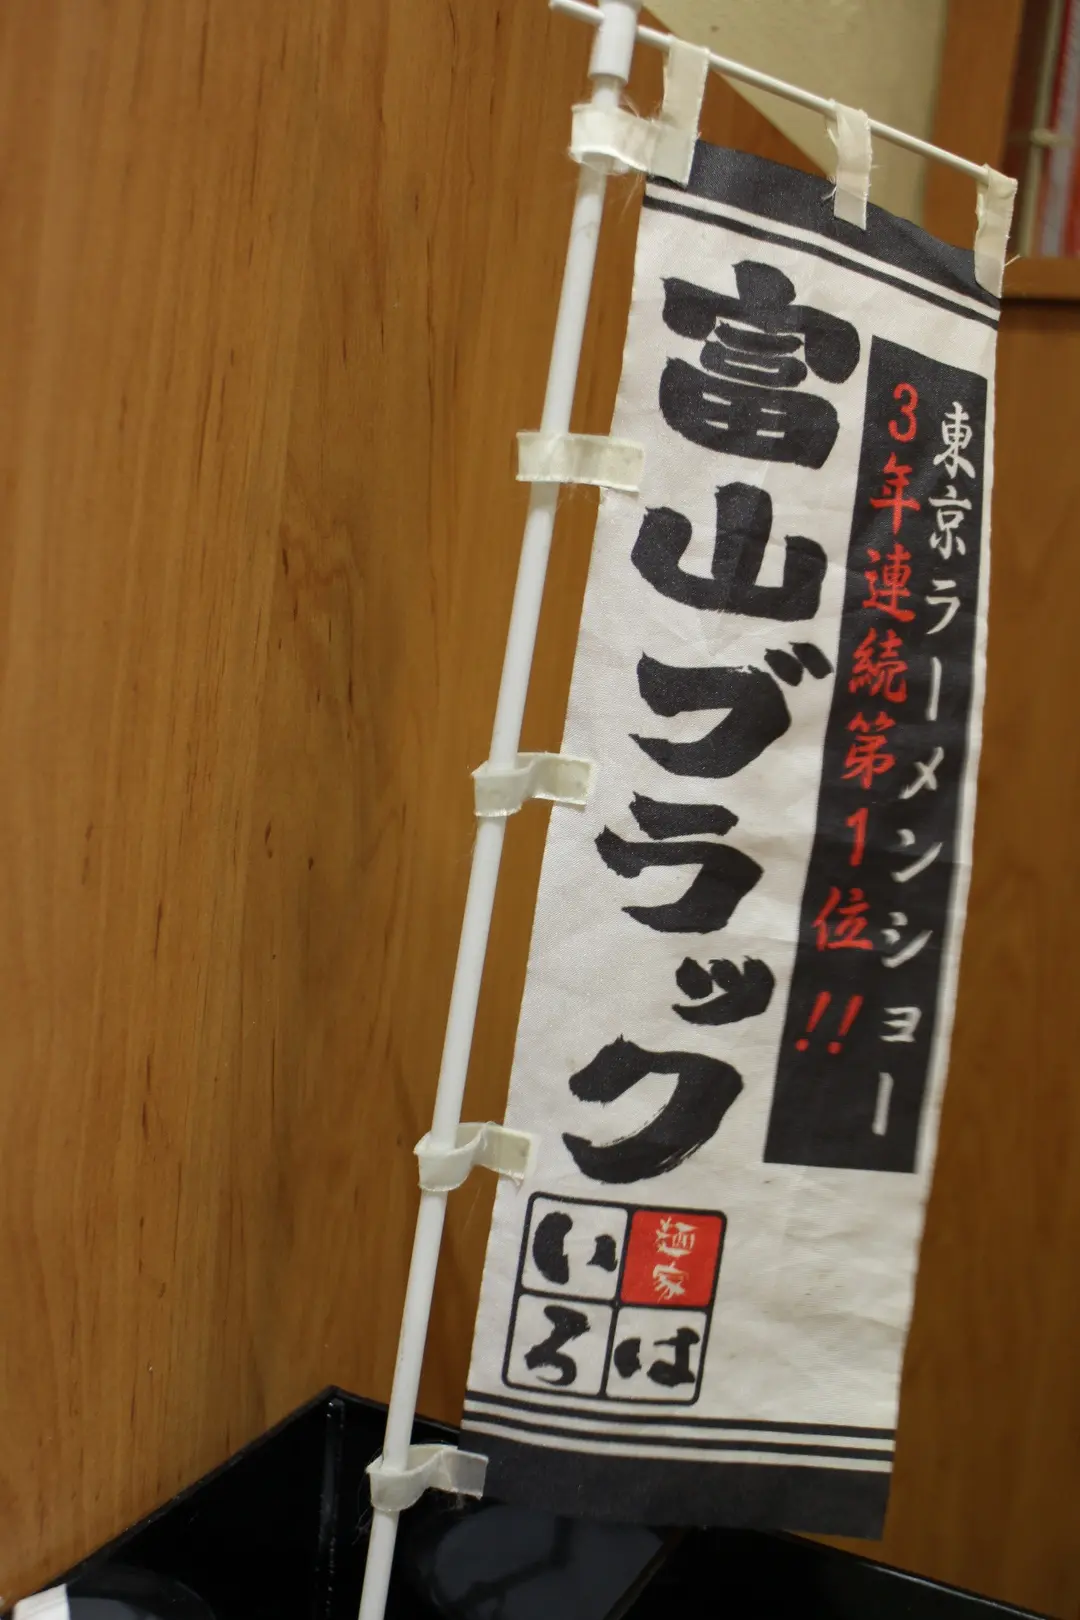 東京ラーメンショー
3年連続第1位!!
富山ブラック
麺家
いろは